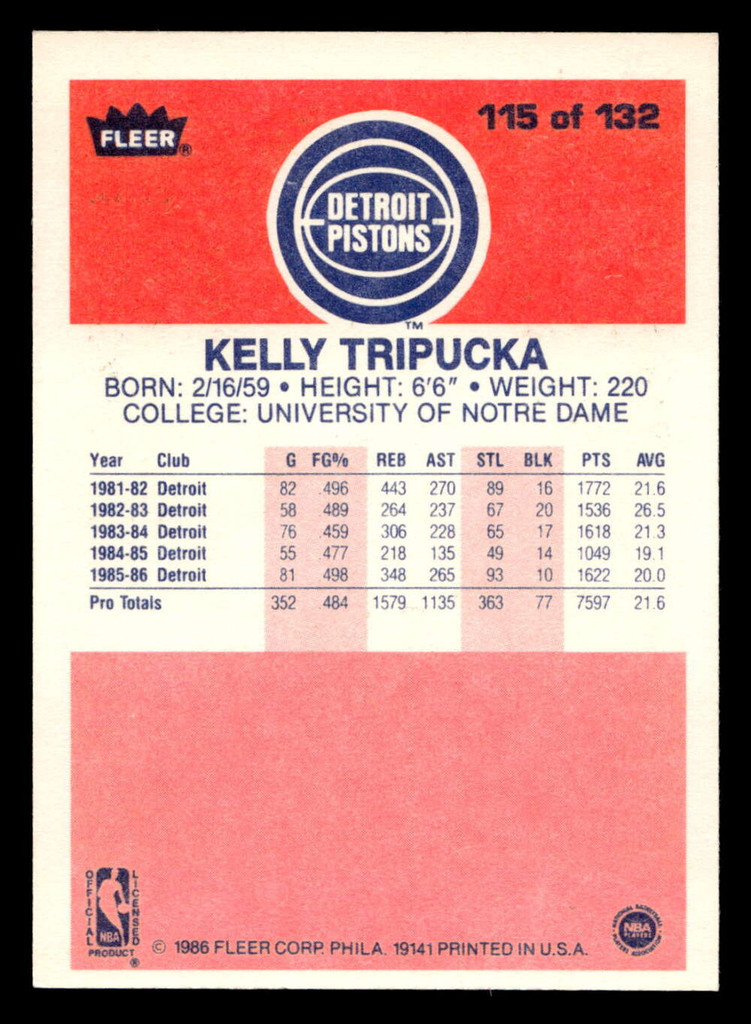 FLEER®
115 of 132
DETROIT
PISTONS
TM
KELLY TRIPUCKA
BORN: 2/16/59 • HEIGHT: 6'6" • WEIGHT: 220
COLLEGE: UNIVERSITY OF NOTRE DAME
Year Club G FG% REB AST STL BLK PTS AVG
1981-82 Detroit 82 .496 443 270 89 16 1772 21.6
1982-83 Detroit 58 .489 264 237 67 20 1536 26.5
1983-84 Detroit 76 .459 306 228 65 17 1618 21.3
1984-85 Detroit 55 .477 218 135 49 14 1049 19.1
1985-86 Detroit 81 .498 348 265 93 10 1622 20.0
Pro Totals 352 .484 1579 1135 363 77 7597 21.6
OFFICIAL LICENSED
NBA
PRODUCT ®
© 1986 FLEER CORP. PHILA. 19141 PRINTED IN U.S.A.
NATIONAL BASKETBALL
NBA
PLAYERS
PLAYERS ASSOCIATION